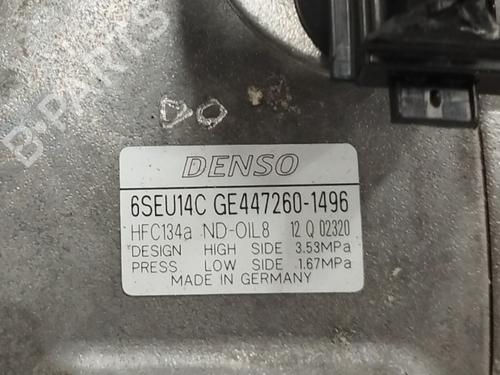 B-PARTS
DENSO
6SEU14C GE447260-1496
HFC134a ND-OIL8 12 Q 02320
DESIGN HIGH SIDE 3.53MPa
PRESS LOW SIDE 1.67MPa
MADE IN GERMANY